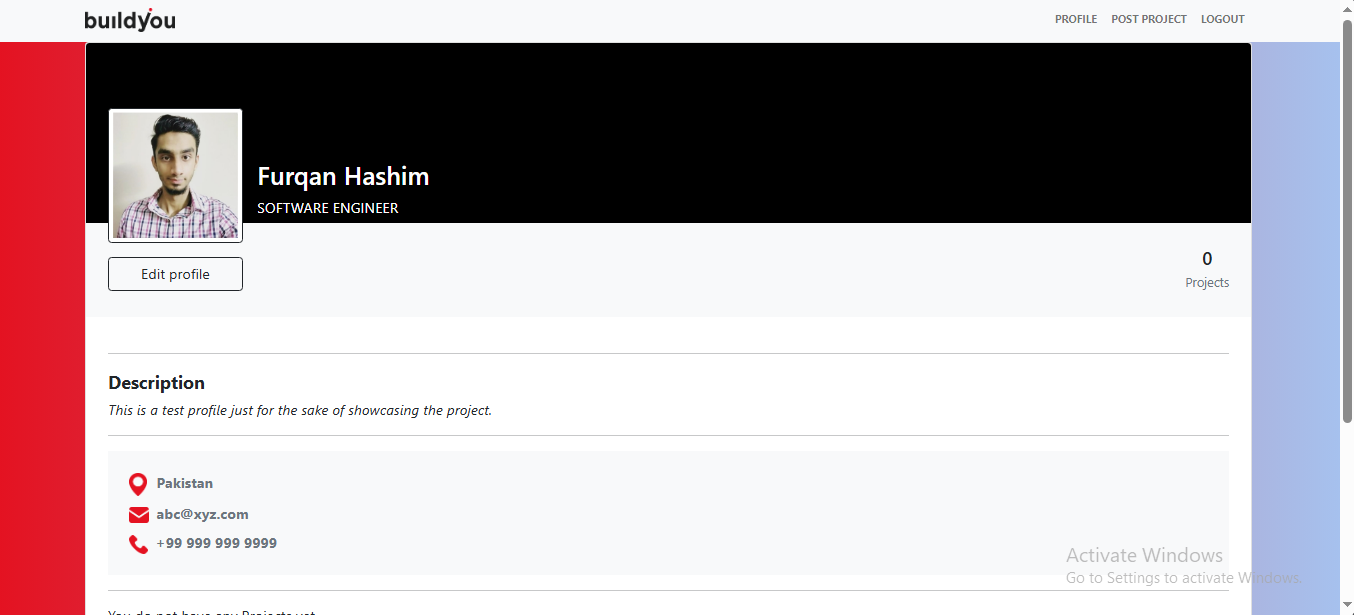 buildyou
PROFILE POST PROJECT LOGOUT
Furqan Hashim
SOFTWARE ENGINEER
Edit profile
0
Projects
Description
This is a test profile just for the sake of showcasing the project.
Pakistan
abc@xyz.com
+99 999 999 9999
Activate Windows
Go to Settings to activate Windows.
You do not have any Projects yet